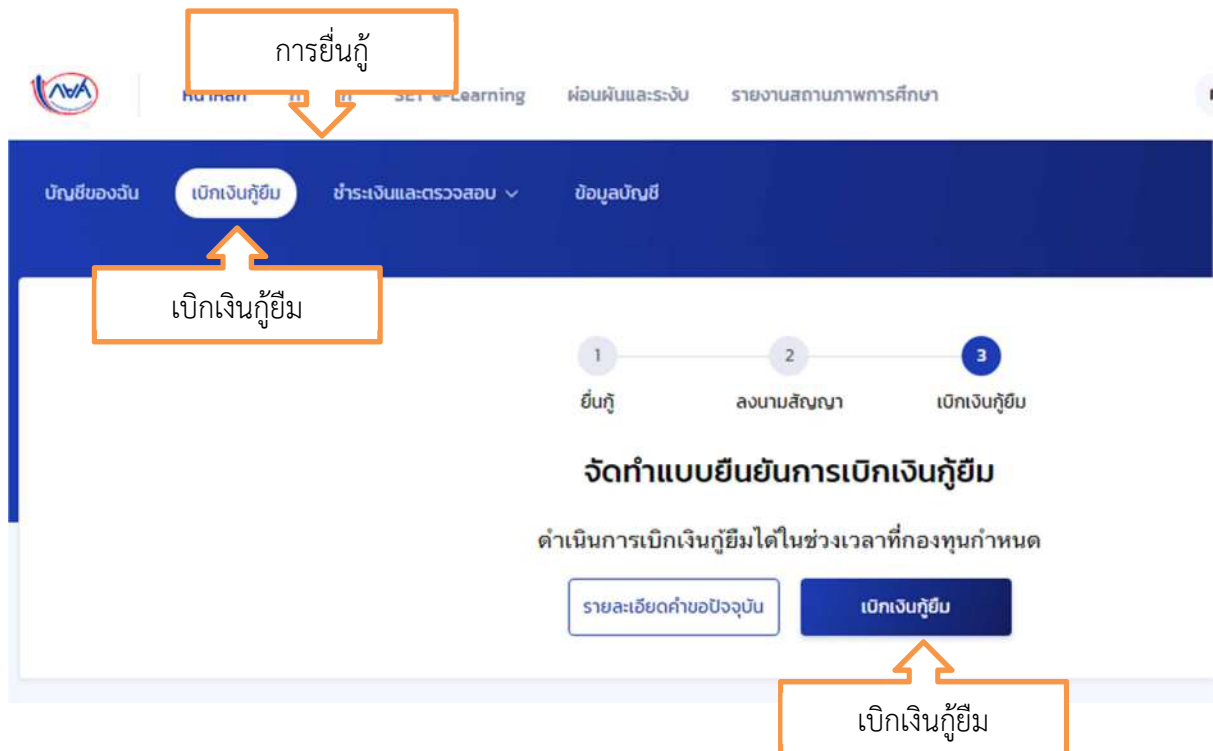 การยื่นกู้
กยศ
หน้าหลัก SET e-Learning ผ่อนผันและระงับ รายงานสถานภาพการศึกษา
บัญชีของฉัน เบิกเงินกู้ยืม ชำระเงินและตรวจสอบ ข้อมูลบัญชี
เบิกเงินกู้ยืม
1 2 3
ยื่นกู้ ลงนามสัญญา เบิกเงินกู้ยืม
จัดทำแบบยืนยันการเบิกเงินกู้ยืม
ดำเนินการเบิกเงินกู้ยืมได้ในช่วงเวลาที่กองทุนกำหนด
รายละเอียดคำขอปัจจุบัน เบิกเงินกู้ยืม
เบิกเงินกู้ยืม